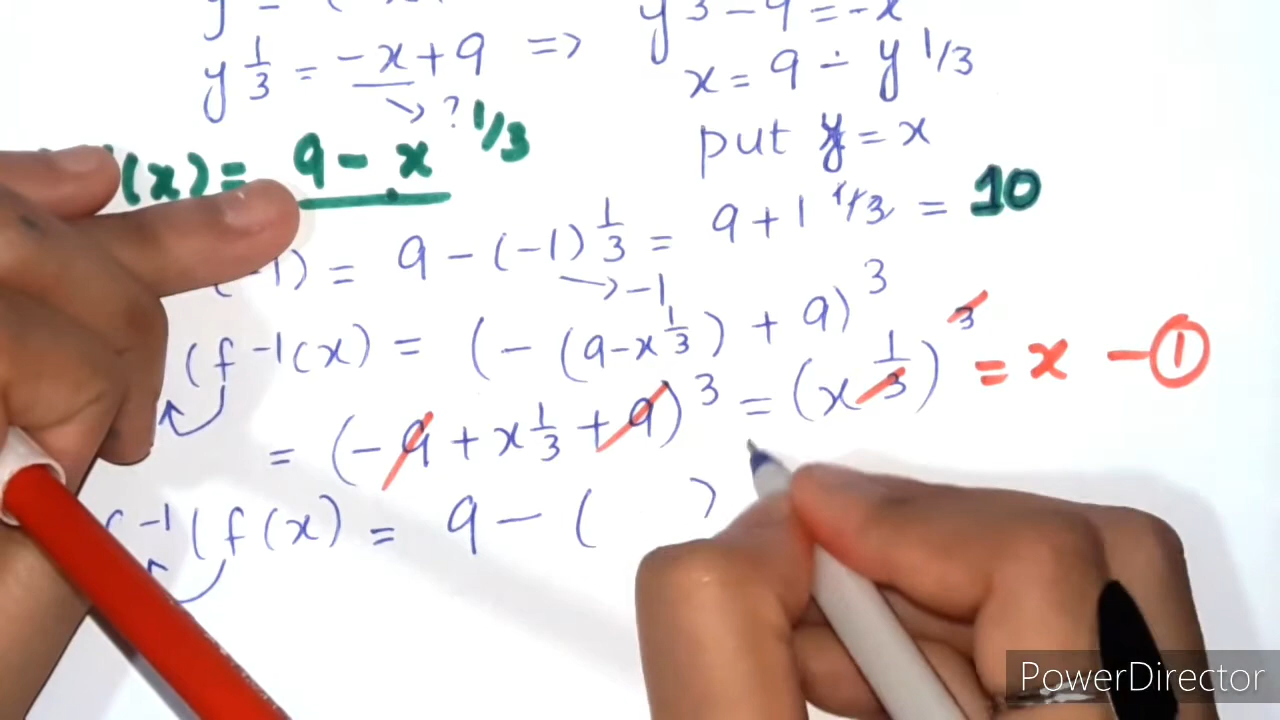 y^{1/3} = -x + 9 => y3 - 9 = -x
→ ? x = 9 ÷ y^{1/3}
put y = x
(x) = 9 - x^{1/3}
(-1) = 9 - (-1)^{1/3} = 9 + 1^{1/3} = 10
→ -1
(f^{-1}(x) = (-(9-x^{1/3}) + 9)^3
= (-9 + x^{1/3} + 9)^3 = (x^{1/3})^3 = x - ①
f^{-1}(f(x) = 9 - ( )
PowerDirector